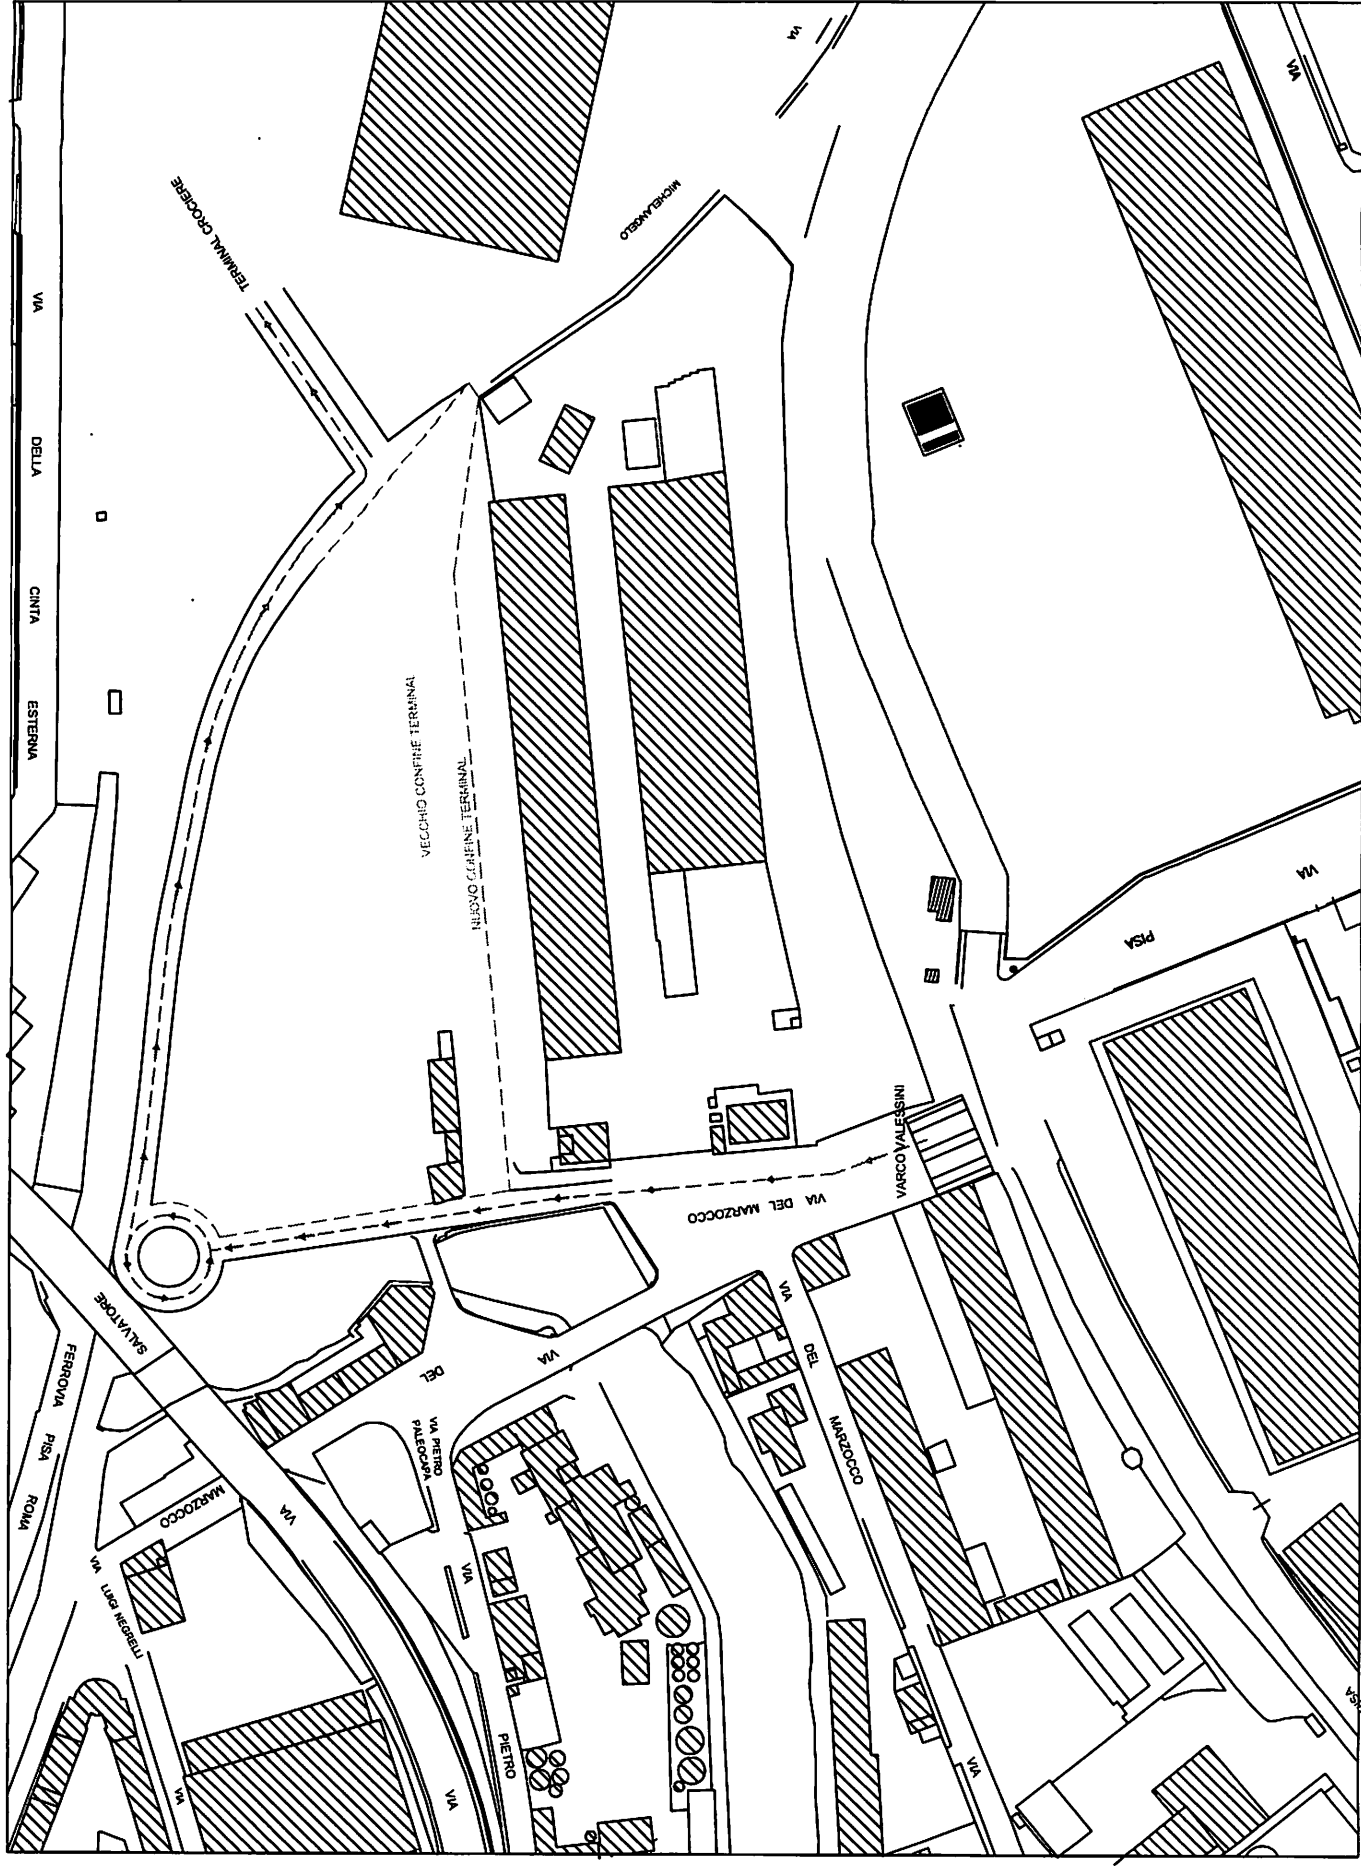 VIA
VIA
MICHELANGELO
TERMINAL CROCIERE
VIA DELLA CINTA ESTERNA
VECCHIO CONFINE TERMINAL
NUOVO CONFINE TERMINAL
VIA
PISA
VARCO VALESSINI
VIA DEL MARZOCCO
VIA
DEL
MARZOCCO
VIA
VIA
DEL
MARZOCCO
SALVATORE
VIA
FERROVIA PISA ROMA
VIA PIETRO
PALEOCAPA
VIA
PIETRO
VIA LUIGI NEGRELLI
VIA
VIA
PISA